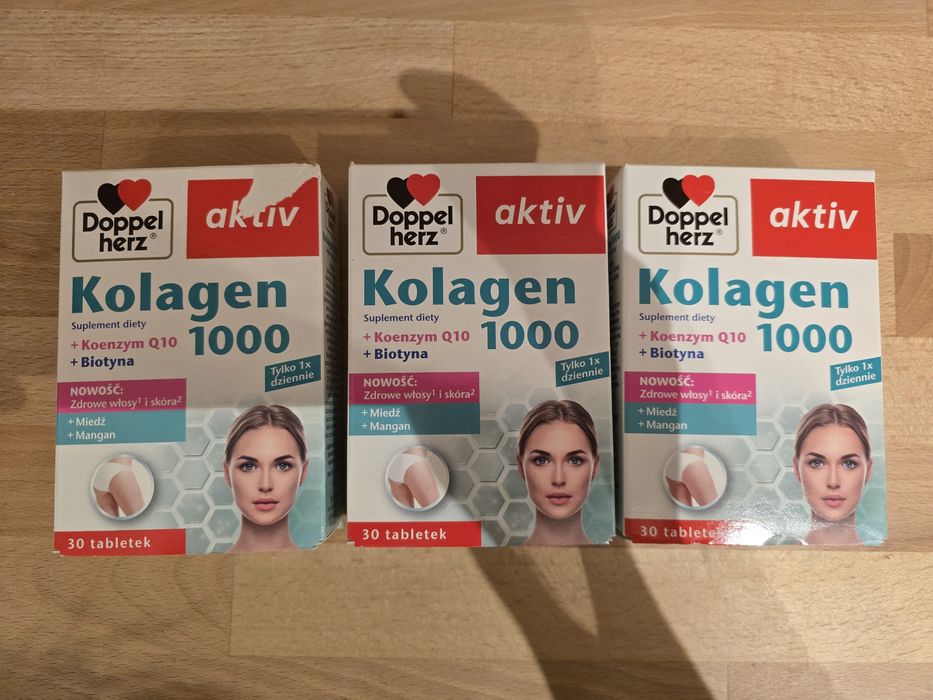 Doppel
herz®
aktiv
Kolagen
Suplement diety
1000
+ Koenzym Q10
+ Biotyna
Tylko 1x
dziennie
NOWOŚĆ:
Zdrowe włosy¹ i skóra²
+ Miedź
+ Mangan
30 tabletek
Doppel
herz®
aktiv
Kolagen
Suplement diety
1000
+ Koenzym Q10
+ Biotyna
Tylko 1x
dziennie
NOWOŚĆ:
Zdrowe włosy¹ i skóra²
+ Miedź
+ Mangan
30 tabletek
Doppel
herz®
aktiv
Kolagen
Suplement diety
1000
+ Koenzym Q10
+ Biotyna
Tylko 1x
dziennie
NOWOŚĆ:
Zdrowe włosy¹ i skóra²
+ Miedź
+ Mangan
30 tabletek